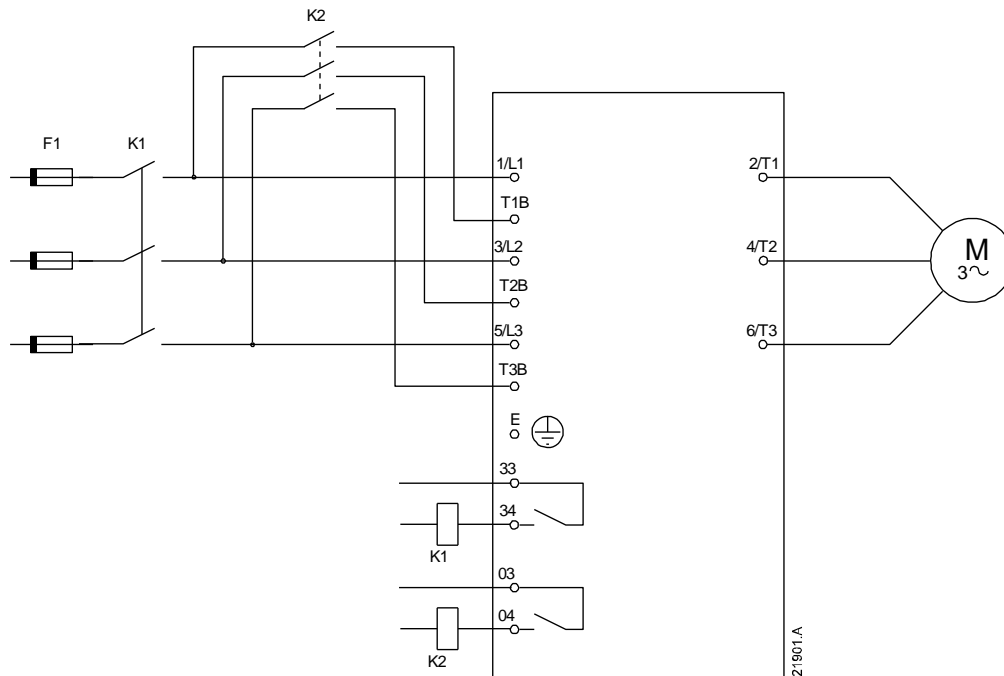 K2
F1
K1
1/L1
2/T1
T1B
3/L2
4/T2
M
3~
T2B
5/L3
6/T3
T3B
E
33
34
K1
03
04
K2
21901.A